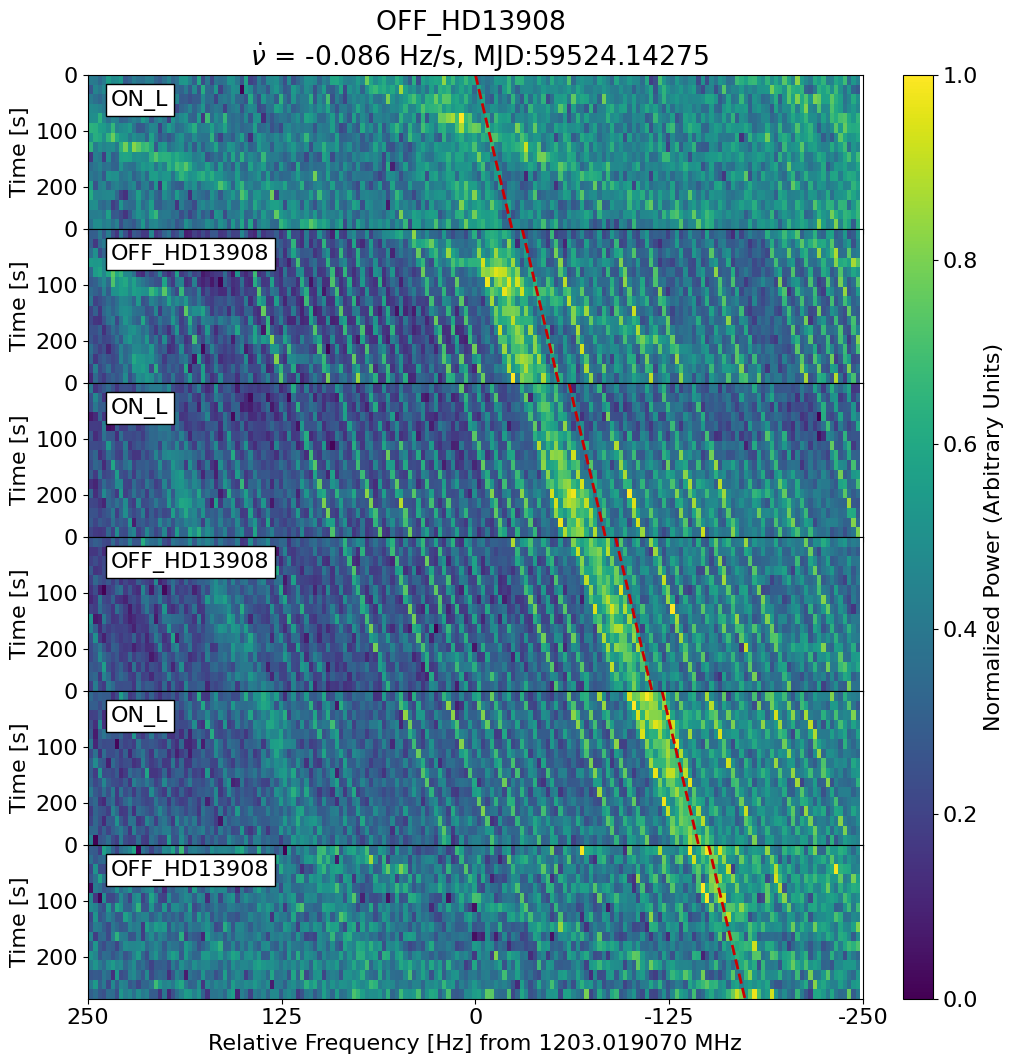 OFF_HD13908
ν̇ = -0.086 Hz/s, MJD:59524.14275
ON_L
OFF_HD13908
ON_L
OFF_HD13908
ON_L
OFF_HD13908
Time [s]
0
100
200
Time [s]
0
100
200
Time [s]
0
100
200
Time [s]
0
100
200
Time [s]
0
100
200
Time [s]
0
100
200
250
125
0
-125
-250
Relative Frequency [Hz] from 1203.019070 MHz
1.0
0.8
0.6
0.4
0.2
0.0
Normalized Power (Arbitrary Units)